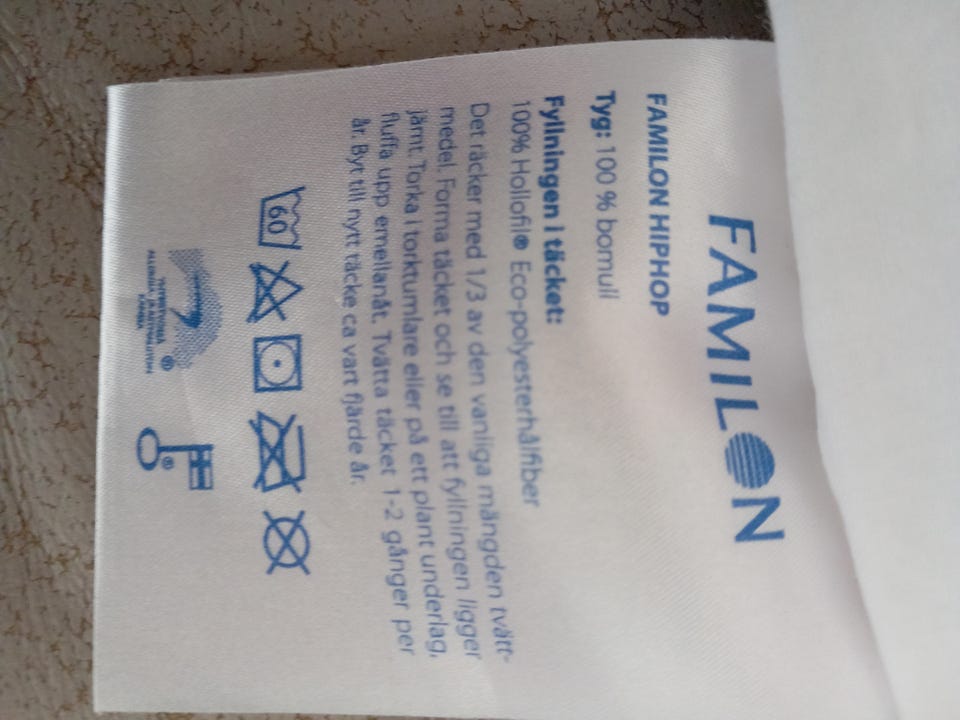 FAMILON
FAMILON HIPHOP
Tyg: 100 % bomull
Fyllningen i täcket:
100% Hollofil® Eco-polyesterhålfiber
Det räcker med 1/3 av den vanliga mängden tvätt-
medel. Forma täcket och se till att fyllningen ligger
jämt. Torka i torktumlare eller på ett plant underlag,
fluffa upp emellanåt. Tvätta täcket 1-2 gånger per
år. Byt till nytt täcke ca vart fjärde år.
60
®
®